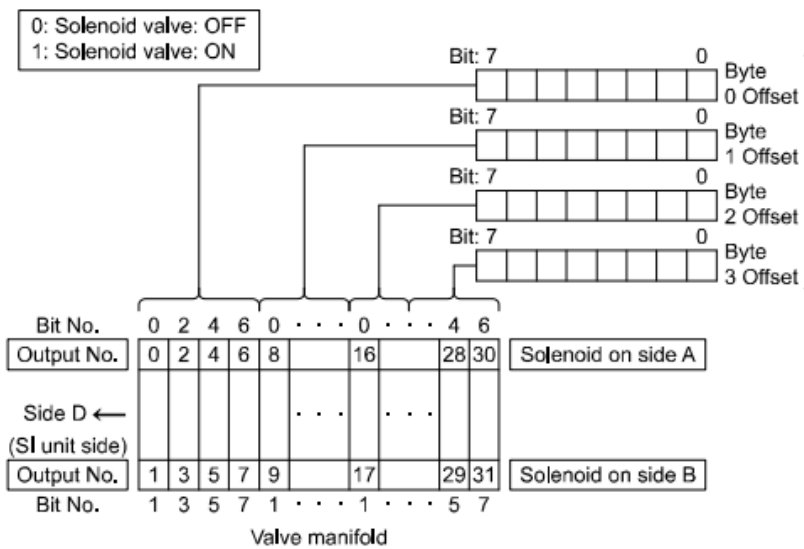 0: Solenoid valve: OFF
1: Solenoid valve: ON
Bit: 7 0 Byte
0 Offset
Bit: 7 0 Byte
1 Offset
Bit: 7 0 Byte
2 Offset
Bit: 7 0 Byte
3 Offset
Bit No. 0 2 4 6 0 · · · 0 · · · 4 6
Output No. 0 2 4 6 8 16 28 30 Solenoid on side A
Side D ← · · · · · ·
(SI unit side)
Output No. 1 3 5 7 9 17 29 31 Solenoid on side B
Bit No. 1 3 5 7 1 · · · 1 · · · 5 7
Valve manifold